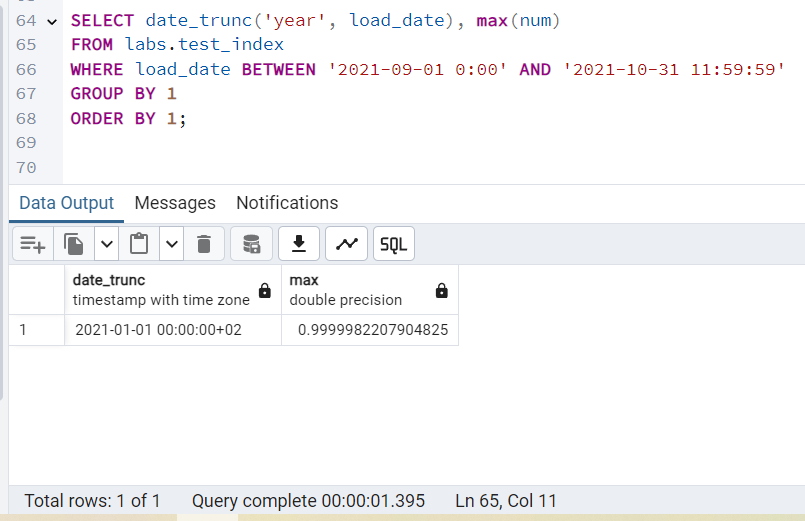 64 SELECT date_trunc('year', load_date), max(num)
65 FROM labs.test_index
66 WHERE load_date BETWEEN '2021-09-01 0:00' AND '2021-10-31 11:59:59'
67 GROUP BY 1
68 ORDER BY 1;
69
70
Data Output Messages Notifications
SQL
date_trunc max
timestamp with time zone double precision
1 2021-01-01 00:00:00+02 0.9999982207904825
Total rows: 1 of 1 Query complete 00:00:01.395 Ln 65, Col 11